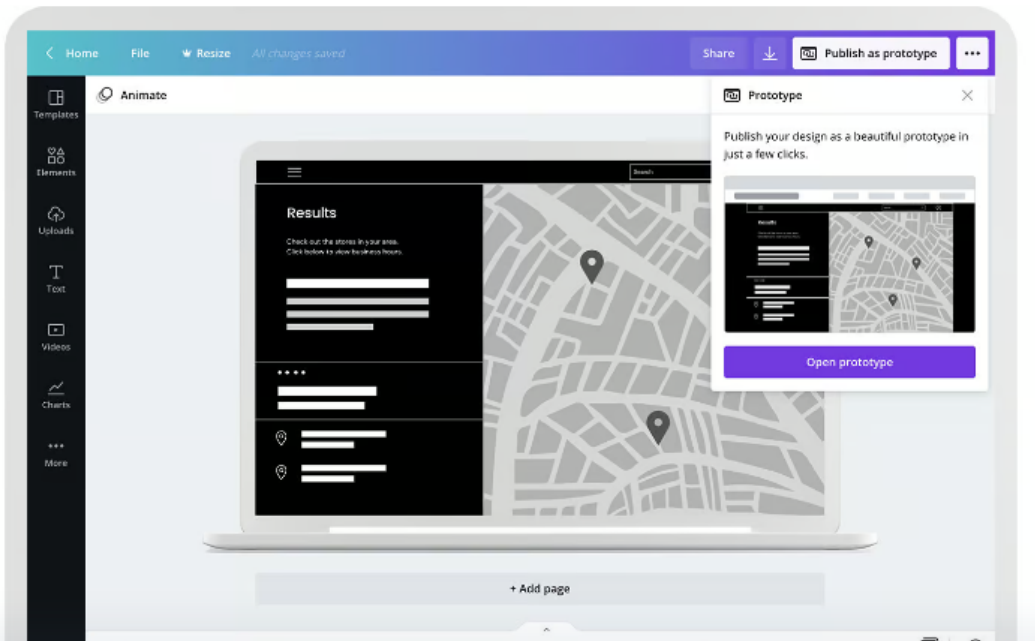 Home
File
Resize
All changes saved
Share
Publish as prototype
Templates
Elements
Uploads
Text
Videos
Charts
More
Animate
Prototype
Publish your design as a beautiful prototype in
just a few clicks.
Results
Open prototype
Search
Results
Check out the stores in your area.
Click below to view business hours.
+ Add page